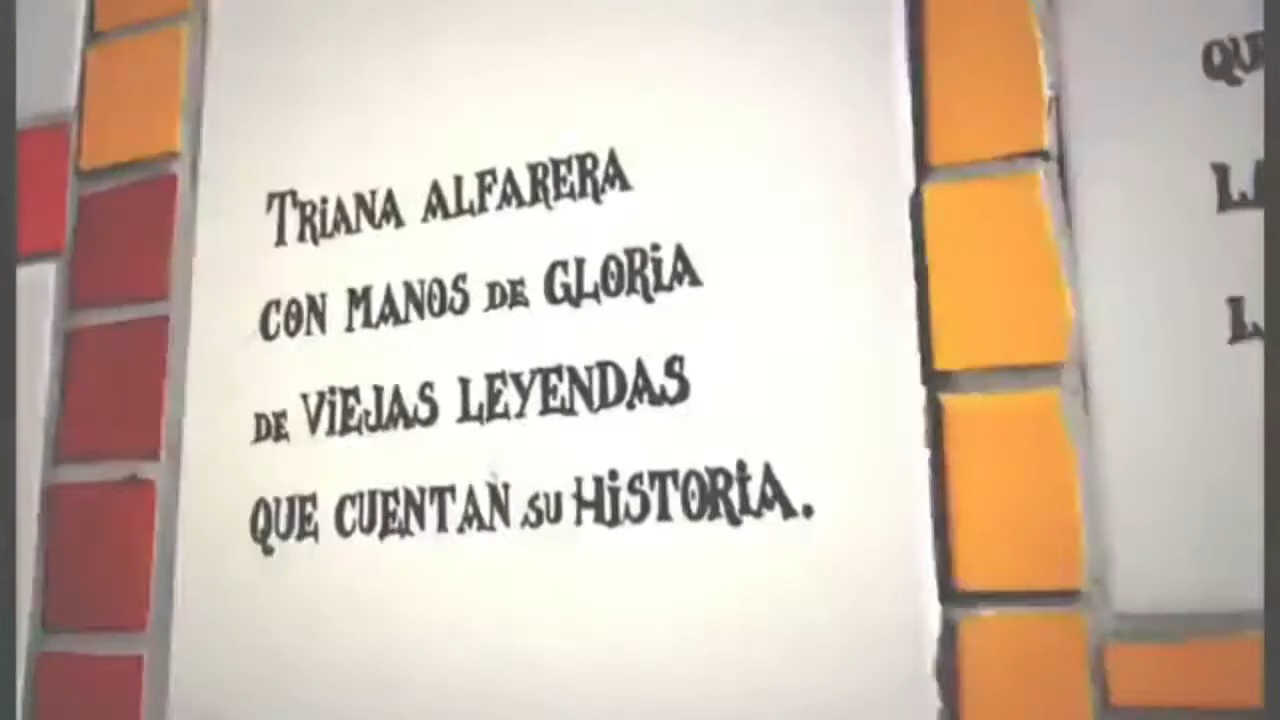 TRiANA ALFARERA
CON MANOS DE GLORiA
DE ViEJAS LEYENDAS
QUE CUENTAN SU HiSTORiA.